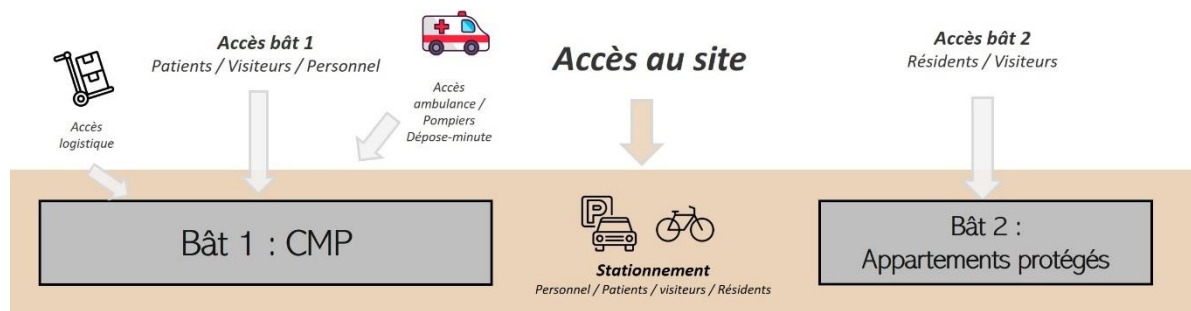 Accès bât 1
Patients / Visiteurs / Personnel
Accès
logistique
Accès
ambulance /
Pompiers
Dépose-minute
Accès au site
Accès bât 2
Résidents / Visiteurs
Bât 1 : CMP
P
Stationnement
Personnel / Patients / visiteurs / Résidents
Bât 2 :
Appartements protégés